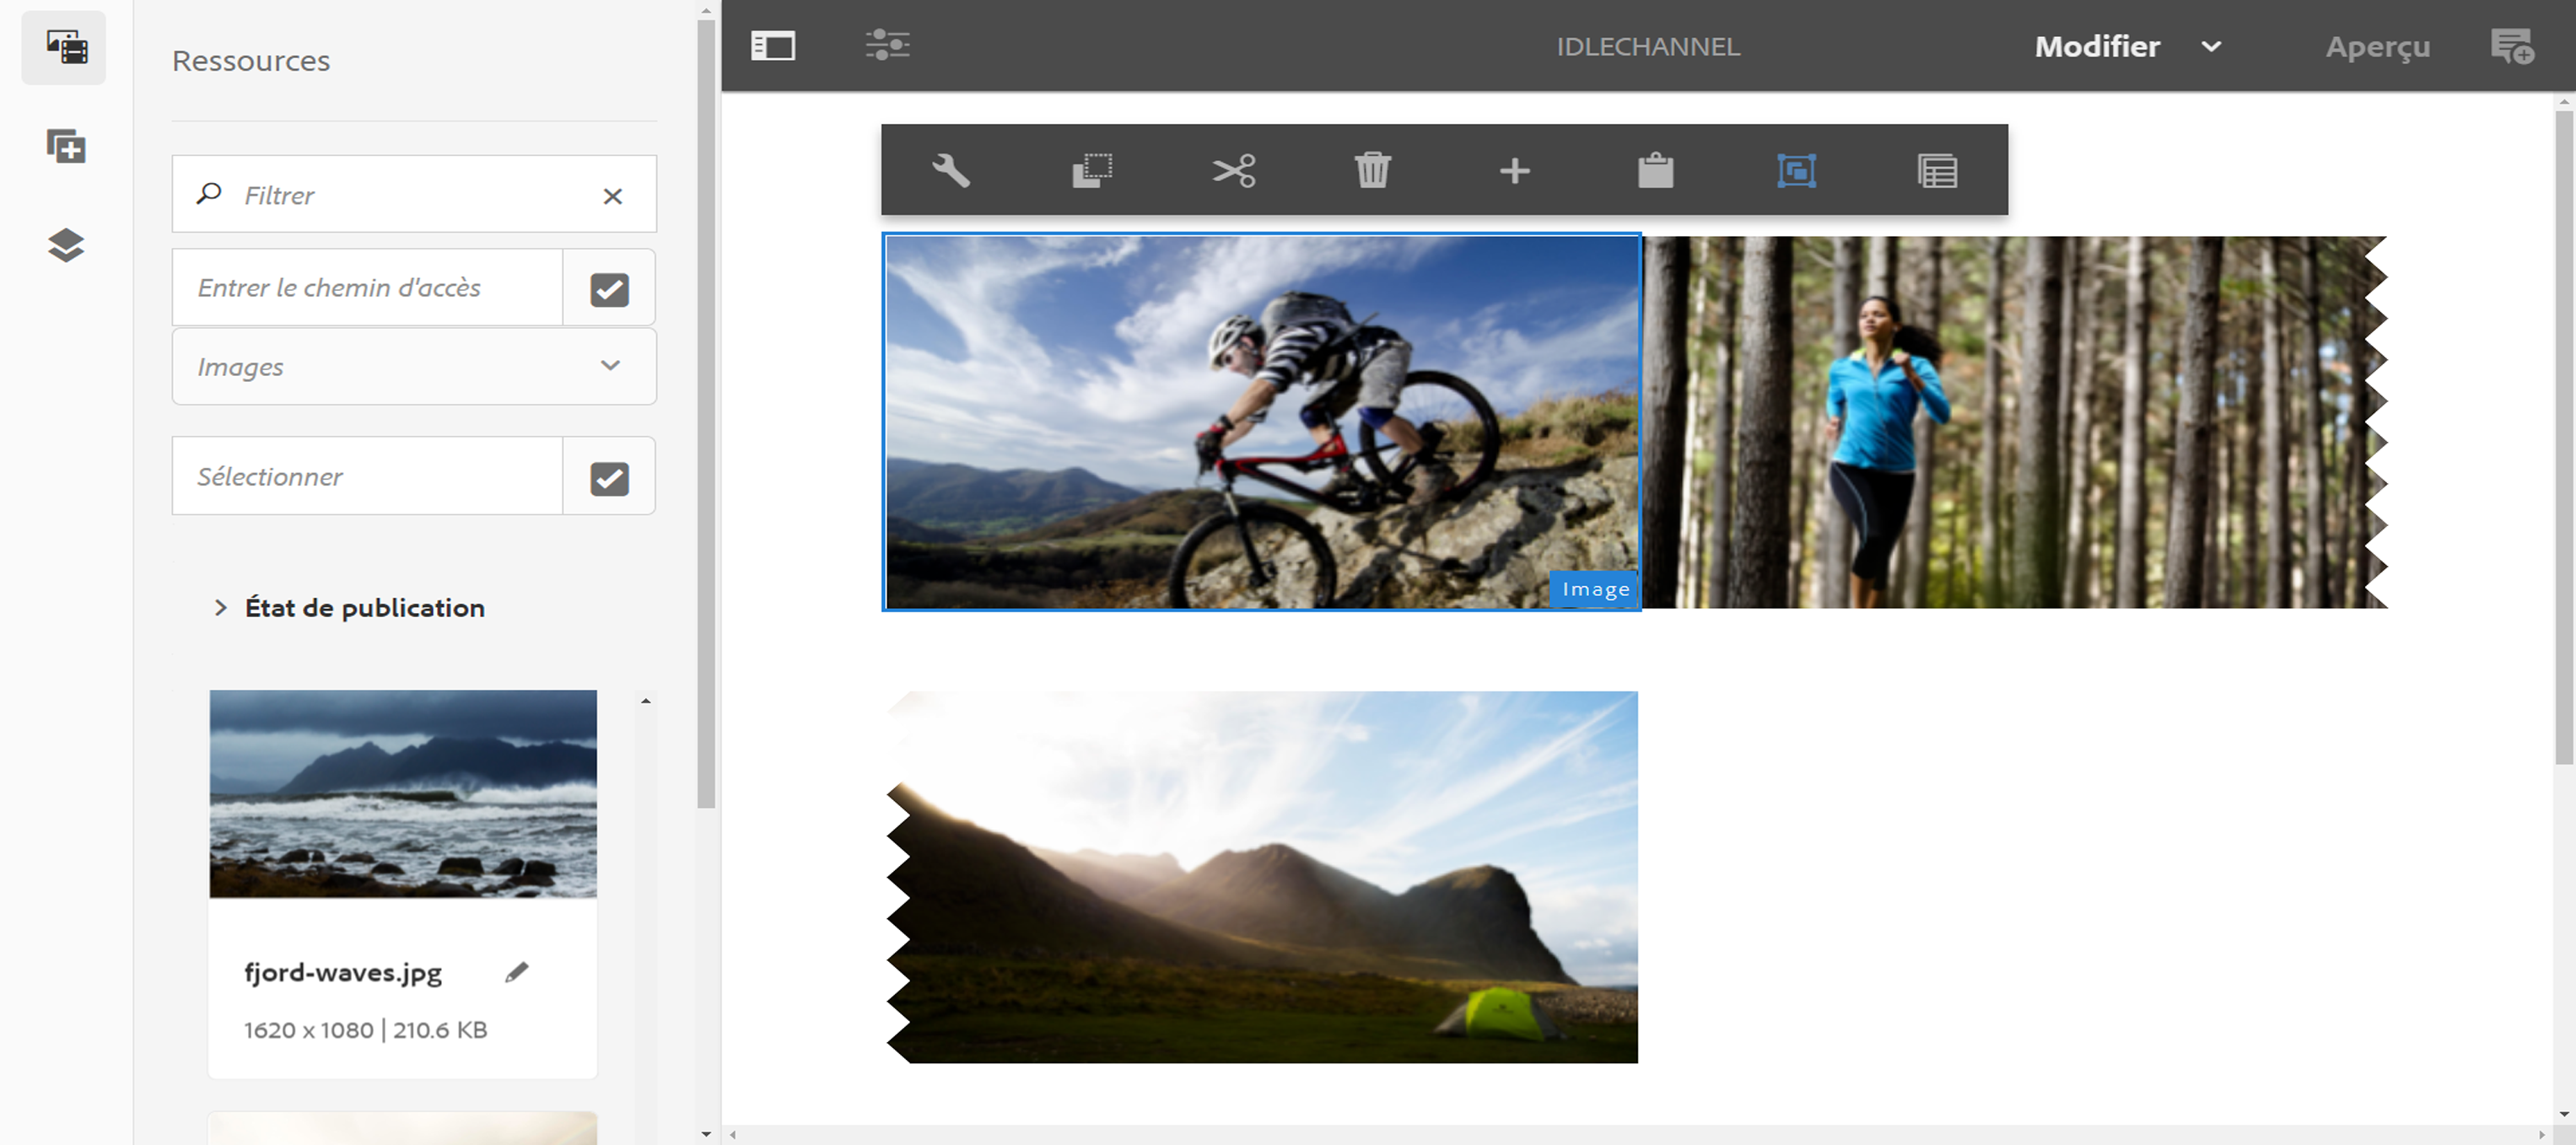 Ressources
Filtrer
Entrer le chemin d'accès
Images
Sélectionner
État de publication
fjord-waves.jpg
1620 x 1080 | 210.6 KB
IDLECHANNEL
Modifier
Aperçu
Image